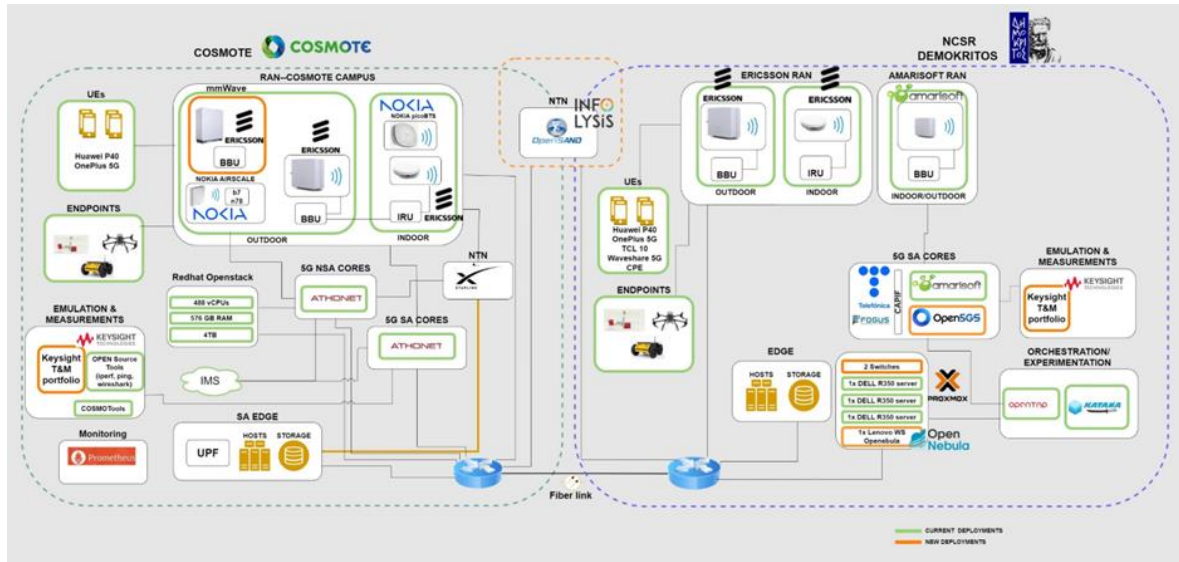 COSMOTE
COSMOTE
RAN--COSMOTE CAMPUS
UEs
Huawei P40
OnePlus 5G
mmWave
ERICSSON
BBU
NOKIA AIRSCALE
b7
n78
NOKIA
ERICSSON
BBU
OUTDOOR
NOKIA
NOKIA picoBTS
IRU
ERICSSON
INDOOR
ENDPOINTS
Redhat Openstack
488 vCPUs
576 GB RAM
4TB
5G NSA CORES
ATHONET
5G SA CORES
ATHONET
NTN
STARLINK
EMULATION &
MEASUREMENTS
KEYSIGHT
TECHNOLOGIES
Keysight
T&M
portfolio
OPEN Source
Tools
(iperf, ping,
wireshark)
COSMOTools
IMS
Monitoring
Prometheus
SA EDGE
UPF
HOSTS
STORAGE
NTN
INFOLYSiS
OpenSAND
Fiber link
NCSR
DEMOKRITOS
ΔΗΜΟΚΡΙΤΟΣ
ERICSSON RAN
ERICSSON
BBU
OUTDOOR
ERICSSON
IRU
INDOOR
AMARISOFT RAN
amarisoft
BBU
INDOOR/OUTDOOR
UEs
Huawei P40
OnePlus 5G
TCL 10
Waveshare 5G
CPE
ENDPOINTS
5G SA CORES
Telefónica
FOGUS
CAPIF
amarisoft
Open5GS
EMULATION &
MEASUREMENTS
KEYSIGHT
TECHNOLOGIES
Keysight
T&M
portfolio
EDGE
HOSTS
STORAGE
2 Switches
1x DELL R350 server
1x DELL R350 server
1x DELL R350 server
1x Lenovo WS
Openebula
PROXMOX
Open
Nebula
ORCHESTRATION/
EXPERIMENTATION
opentap
KATANA
CURRENT DEPLOYMENTS
NEW DEPLOYMENTS